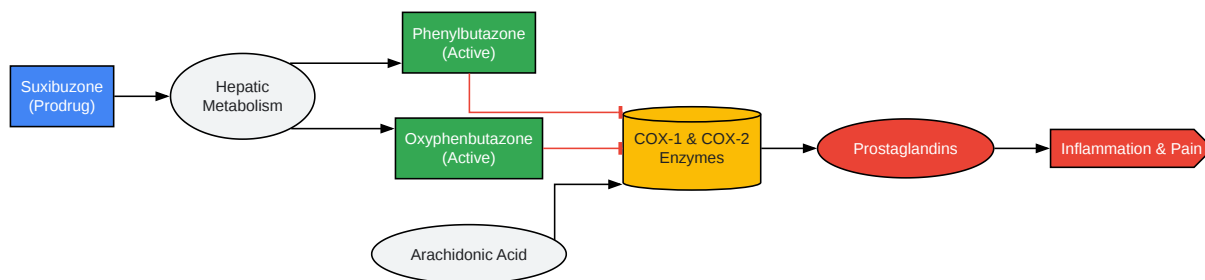 Suxibuzone
(Prodrug)
Hepatic
Metabolism
Phenylbutazone
(Active)
Oxyphenbutazone
(Active)
Arachidonic Acid
COX-1 & COX-2
Enzymes
Prostaglandins
Inflammation & Pain